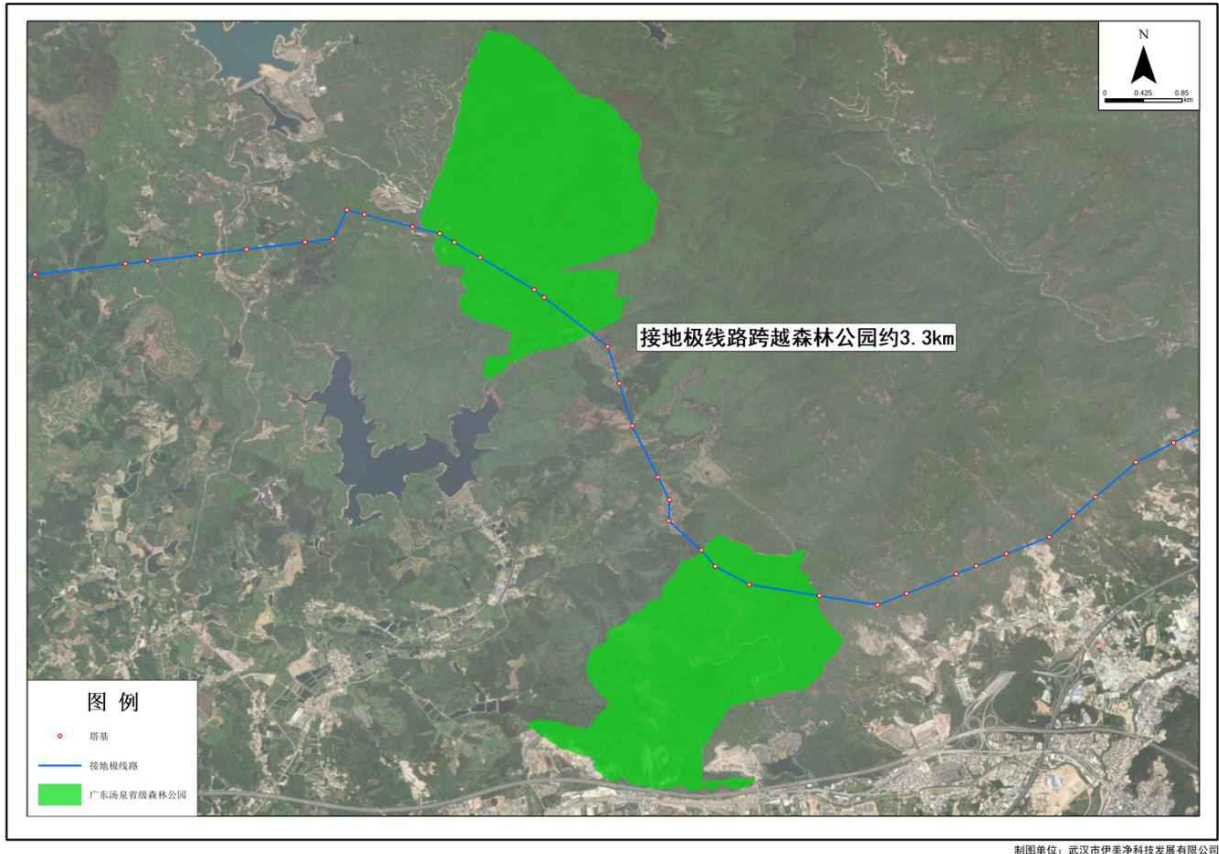 N
0 0.425 0.85
km
接地极线路跨越森林公园约3.3km
图 例
塔基
接地极线路
广东汤泉省级森林公园
制图单位：武汉市伊美净科技发展有限公司